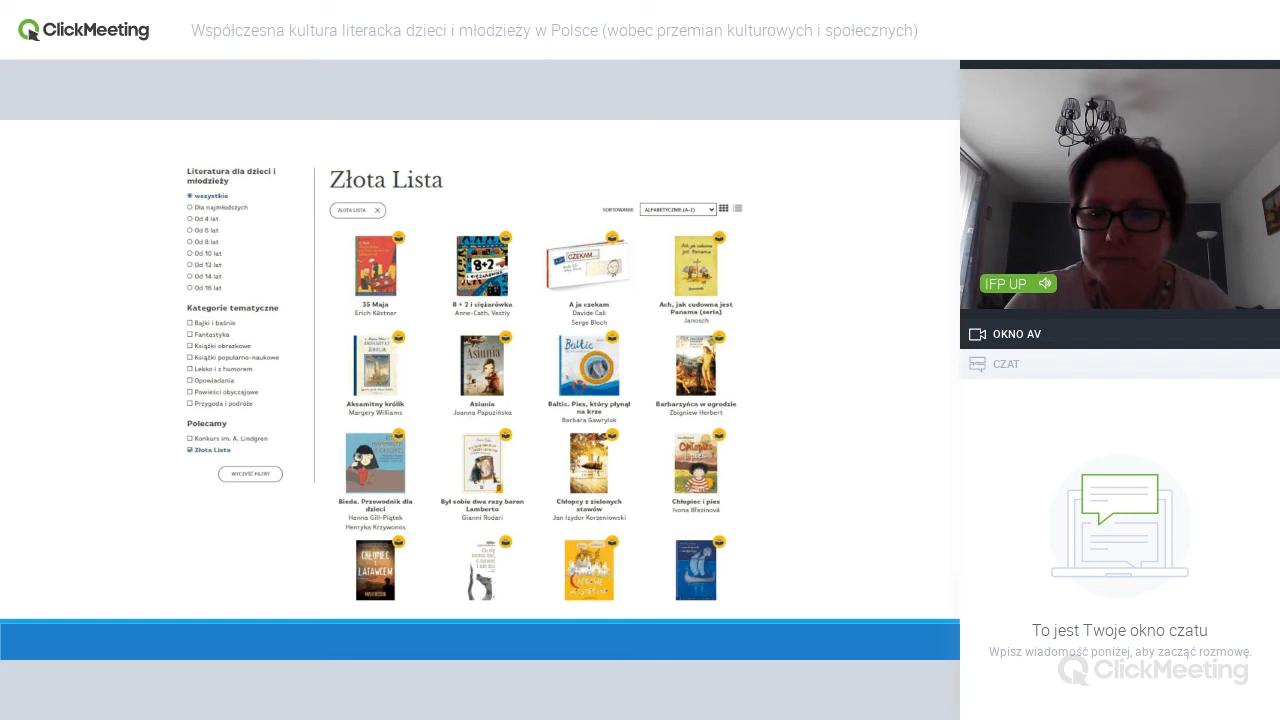 ClickMeeting
Współczesna kultura literacka dzieci i młodzieży w Polsce (wobec przemian kulturowych i społecznych)
Literatura dla dzieci i
młodzieży
wszystkie
Dla najmłodszych
Od 4 lat
Od 6 lat
Od 8 lat
Od 10 lat
Od 12 lat
Od 14 lat
Od 16 lat
Kategorie tematyczne
Bajki i baśnie
Fantastyka
Książki obrazkowe
Książki popularno-naukowe
Lekko i z humorem
Opowiadania
Powieści obyczajowe
Przygoda i podróże
Polecamy
Konkurs im. A. Lindgren
Złota Lista
WYCZYŚĆ FILTRY
Złota Lista
ZŁOTA LISTA
SORTOWANIE
ALFABETYCZNIE (A-Z)
8+2
CZEKAM...
35 Maja
Erich Kästner
8 + 2 i ciężarówka
Anne-Cath. Vestly
A ja czekam
Davide Cali
Serge Bloch
Ach, jak cudowna jest
Panama (seria)
Janosch
Asiunia
Baltic
Aksamitny królik
Margery Williams
Asiunia
Joanna Papuzińska
Baltic. Pies, który płynął
na krze
Barbara Gawryluk
Barbarzyńca w ogrodzie
Zbigniew Herbert
Bieda. Przewodnik dla
dzieci
Hanna Gill-Piątek
Henryka Krzywonos
Był sobie dwa razy baron
Lamberto
Gianni Rodari
Chłopcy z zielonych
stawów
Jan Izydor Korzeniowski
Chłopiec i pies
Ivona Březinová
CHŁOPIEC
Z LATAWCEM
IFP UP
OKNO AV
CZAT
To jest Twoje okno czatu
Wpisz wiadomość poniżej, aby zacząć rozmowę.
ClickMeeting